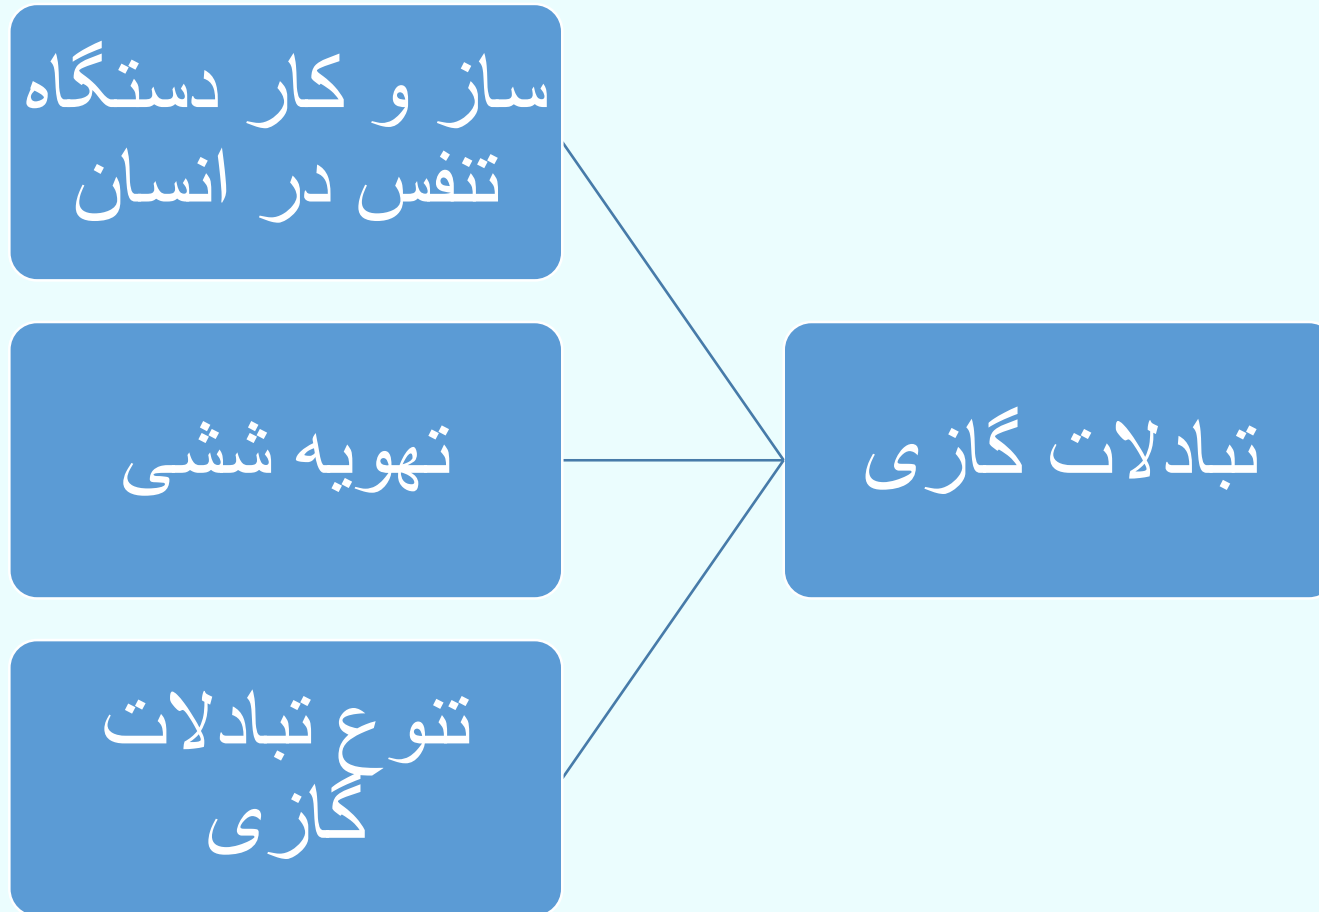 تبادلات گازی
ساز و کار دستگاه
تنفس در انسان
تهویه ششی
تنوع تبادلات
گازی